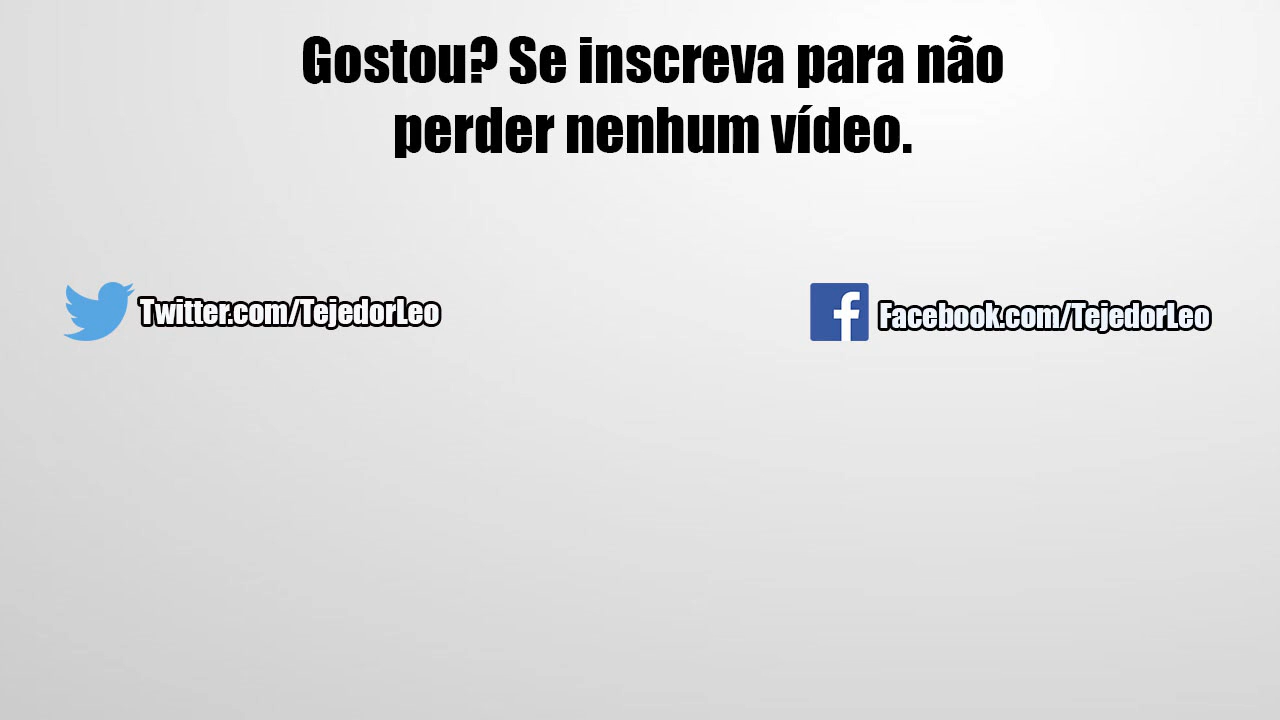 Gostou? Se inscreva para não
perder nenhum vídeo.
Twitter.com/TejedorLeo
Facebook.com/TejedorLeo